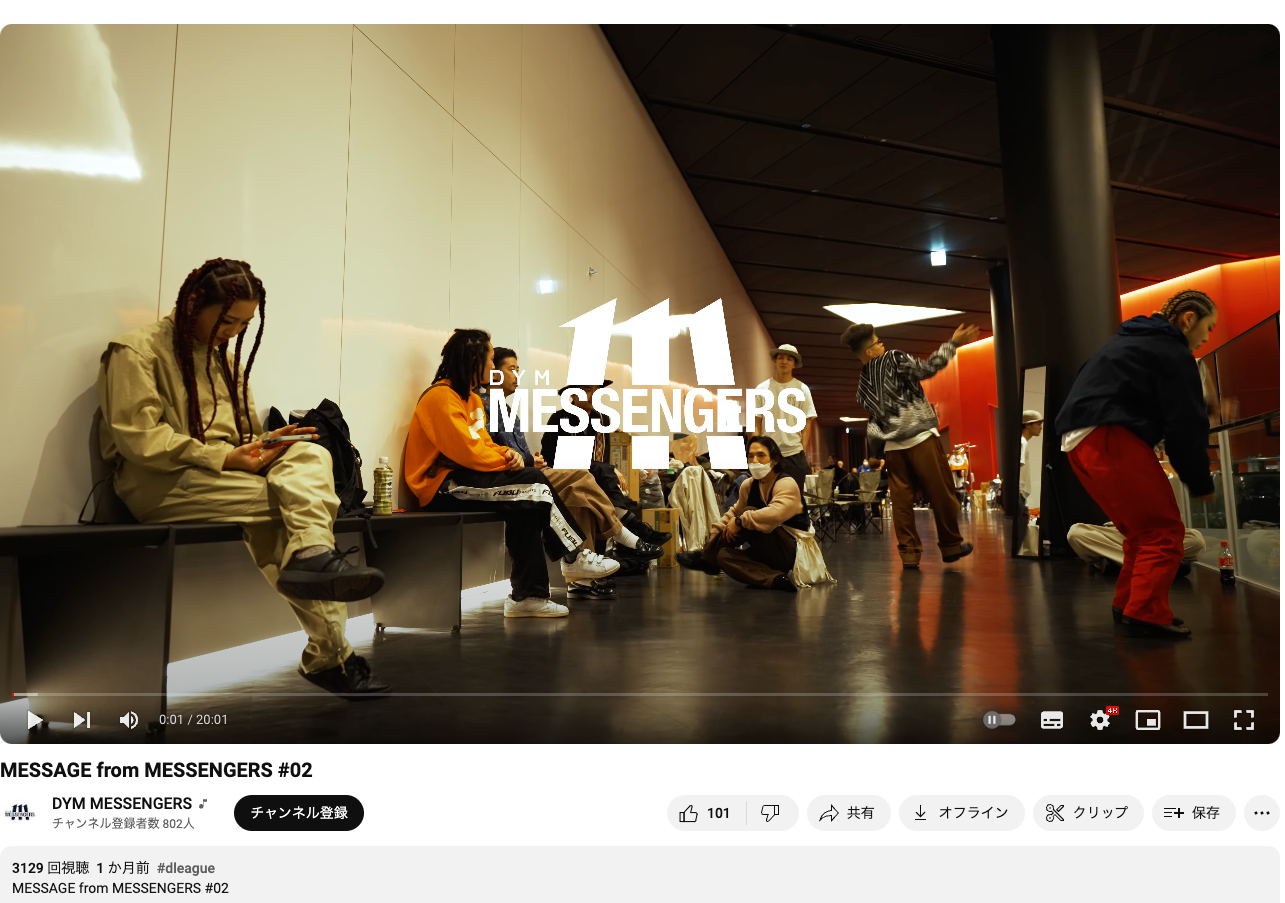 DYM
MESSENGERS
FUBU
0:01 / 20:01
4K
MESSAGE from MESSENGERS #02
DYM MESSENGERS
チャンネル登録者数 802人
チャンネル登録
101
共有
オフライン
クリップ
保存
3129 回視聴 1 か月前 #dleague
MESSAGE from MESSENGERS #02